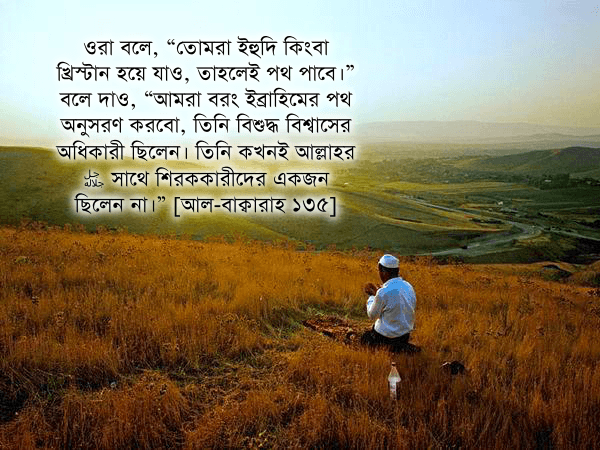 ওরা বলে, “তোমরা ইহুদি কিংবা
খ্রিস্টান হয়ে যাও, তাহলেই পথ পাবে।”
বলে দাও, “আমরা বরং ইব্রাহিমের পথ
অনুসরণ করবো, তিনি বিশুদ্ধ বিশ্বাসের
অধিকারী ছিলেন। তিনি কখনই আল্লাহর
ﷻ সাথে শিরককারীদের একজন
ছিলেন না।” [আল-বাক্বারাহ ১৩৫]